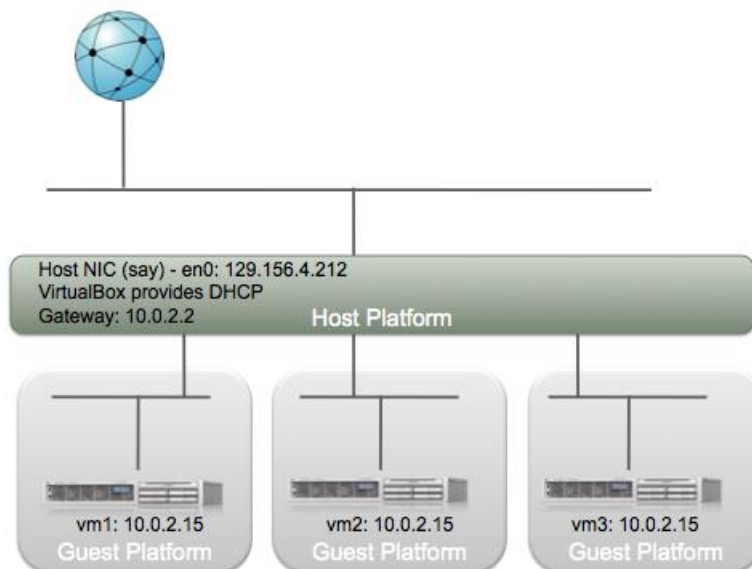 Host NIC (say) - en0: 129.156.4.212
VirtualBox provides DHCP
Gateway: 10.0.2.2
Host Platform
vm1: 10.0.2.15
Guest Platform
vm2: 10.0.2.15
Guest Platform
vm3: 10.0.2.15
Guest Platform